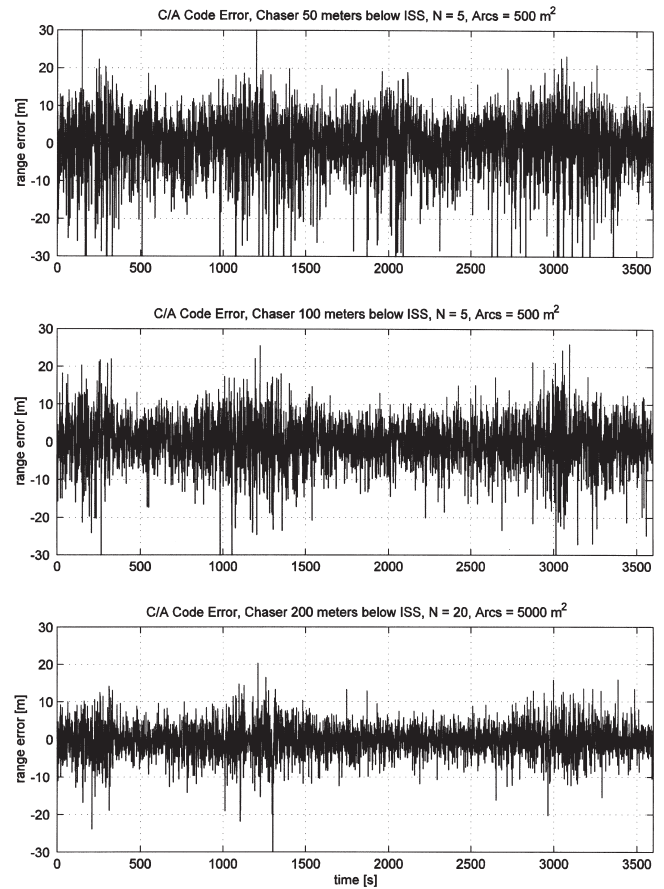 C/A Code Error, Chaser 50 meters below ISS, N = 5, Arcs = 500 m²
range error [m]
30
20
10
0
-10
-20
-30
0 500 1000 1500 2000 2500 3000 3500
C/A Code Error, Chaser 100 meters below ISS, N = 5, Arcs = 500 m²
range error [m]
30
20
10
0
-10
-20
-30
0 500 1000 1500 2000 2500 3000 3500
C/A Code Error, Chaser 200 meters below ISS, N = 20, Arcs = 5000 m²
range error [m]
30
20
10
0
-10
-20
-30
0 500 1000 1500 2000 2500 3000 3500
time [s]